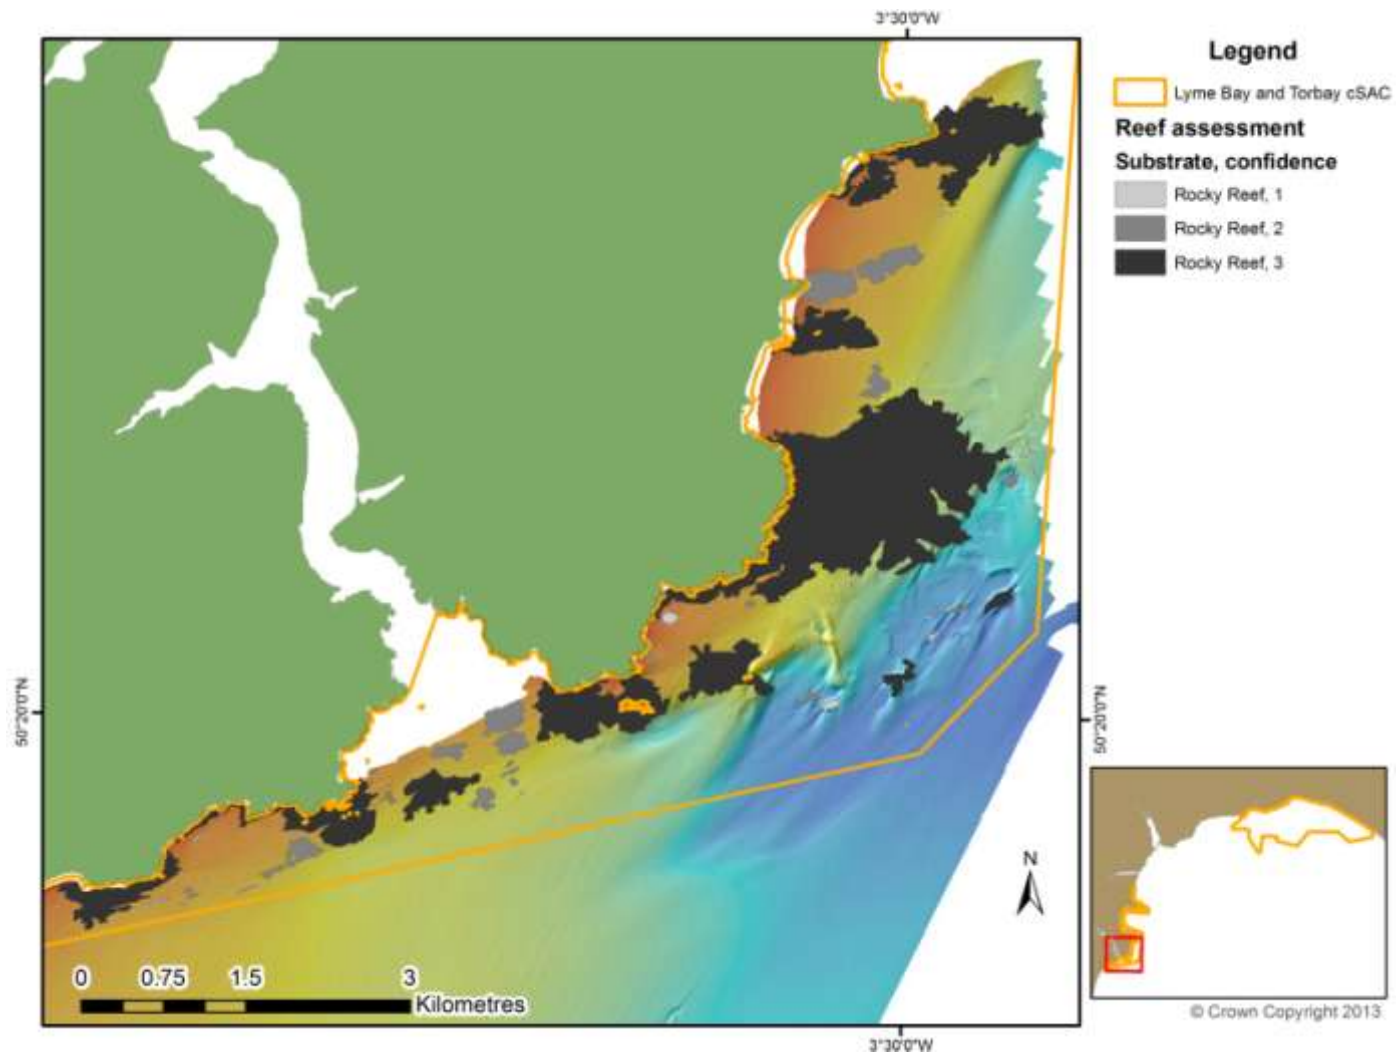 3°30'0"W
Legend
Lyme Bay and Torbay cSAC
Reef assessment
Substrate, confidence
Rocky Reef, 1
Rocky Reef, 2
Rocky Reef, 3
50°20'0"N
50°20'0"N
N
0 0.75 1.5 3
Kilometres
© Crown Copyright 2013
3°30'0"W